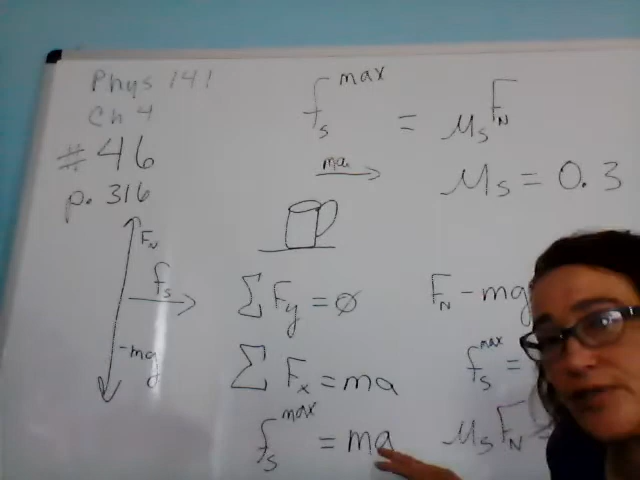 Phys 141
Ch 4
#46
p. 316
f_s^max = μ_s F_N
ma
μ_s = 0.3
F_N
f_s
-mg
∑ F_y = ∅
F_N - mg
∑ F_x = ma
f_s^max =
f_s^max = ma
μ_s F_N =